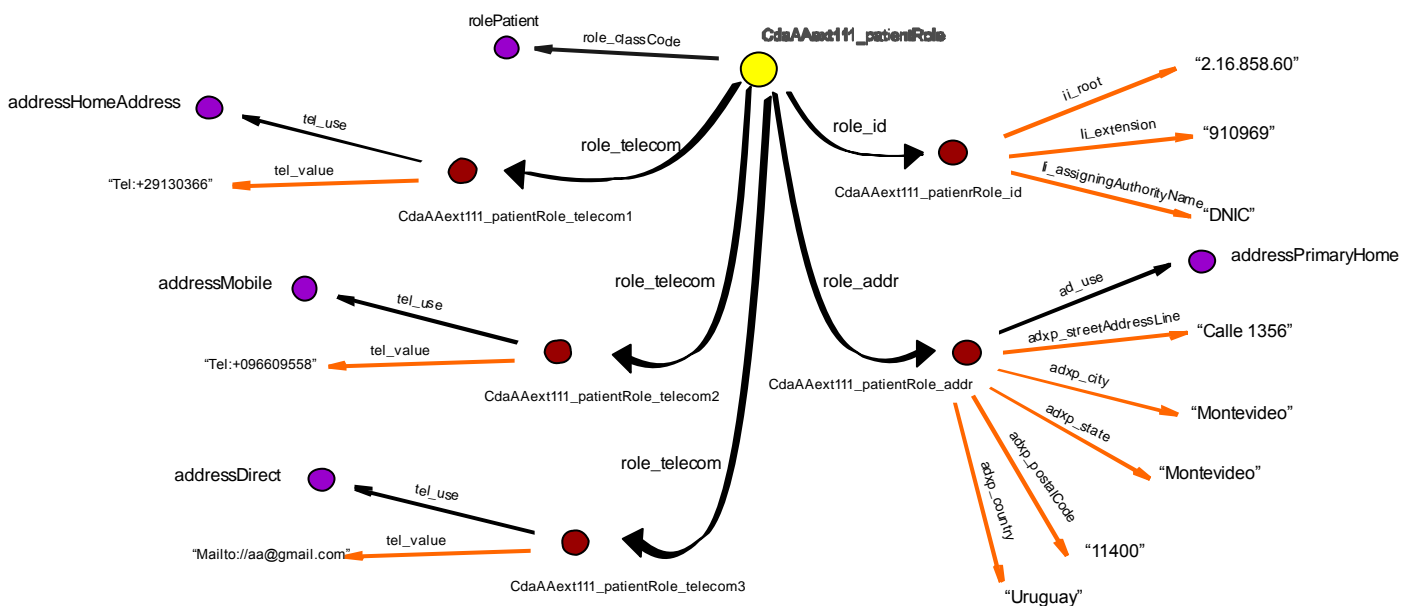 rolePatient
role_classCode
CdaAAext111_patientRole
addressHomeAddress
tel_use
role_telecom
tel_value
“Tel:+29130366”
CdaAAext111_patientRole_telecom1
role_id
ii_root
“2.16.858.60”
Ii_extension
“910969”
Ii_assigningAuthorityName
“DNIC”
CdaAAext111_patienrRole_id
addressMobile
tel_use
role_telecom
tel_value
“Tel:+096609558”
CdaAAext111_patientRole_telecom2
role_addr
ad_use
addressPrimaryHome
adxp_streetAddressLine
“Calle 1356”
CdaAAext111_patientRole_addr
adxp_city
“Montevideo”
adxp_state
“Montevideo”
adxp_postalCode
“11400”
adxp_country
“Uruguay”
role_telecom
addressDirect
tel_use
tel_value
“Mailto://aa@gmail.com”
CdaAAext111_patientRole_telecom3